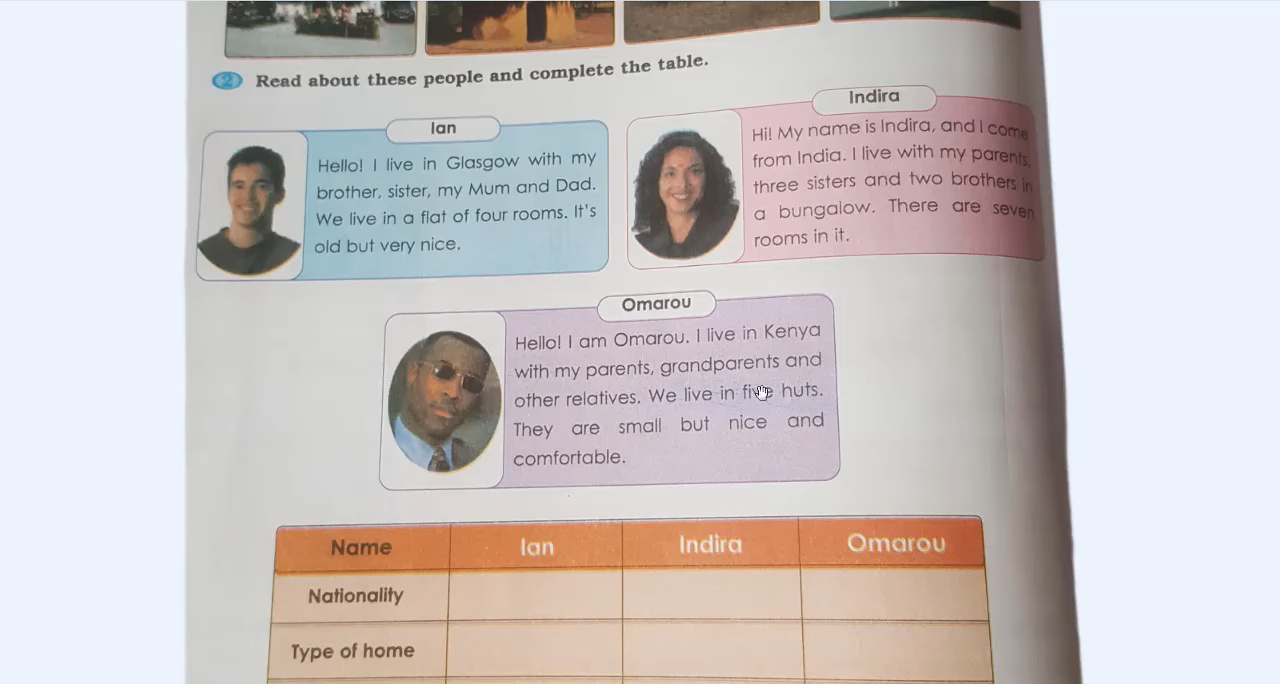 2 Read about these people and complete the table.
Ian
Hello! I live in Glasgow with my
brother, sister, my Mum and Dad.
We live in a flat of four rooms. It's
old but very nice.
Indira
Hi! My name is Indira, and I come
from India. I live with my parents,
three sisters and two brothers in
a bungalow. There are seven
rooms in it.
Omarou
Hello! I am Omarou. I live in Kenya
with my parents, grandparents and
other relatives. We live in five huts.
They are small but nice and
comfortable.
Name Ian Indira Omarou
Nationality
Type of home